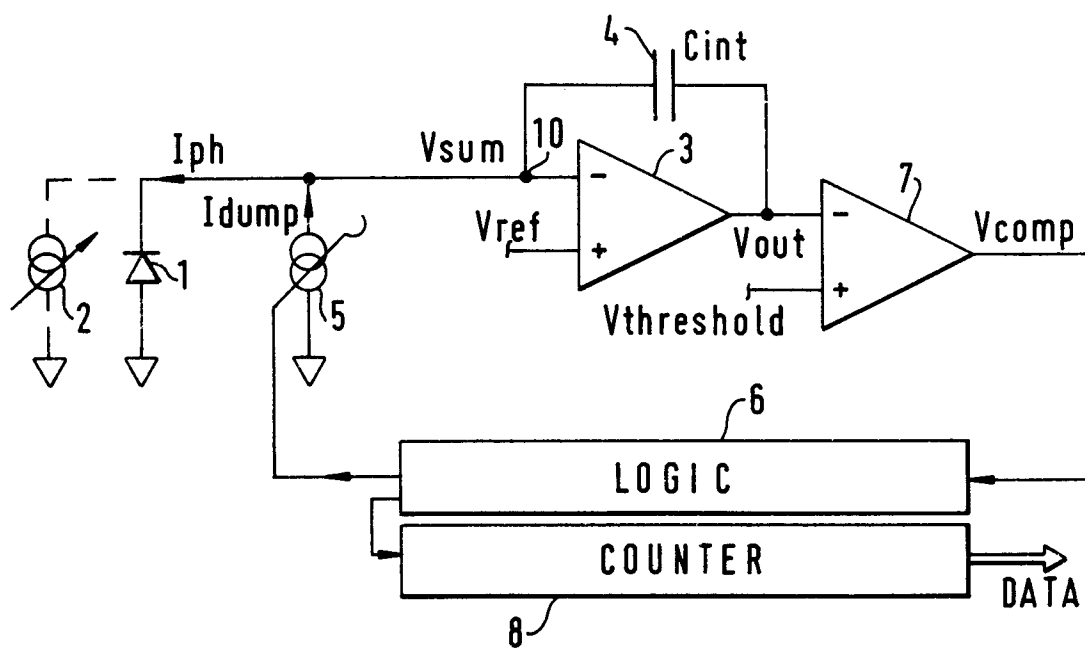 4 Cint
Iph Vsum 10 3 7
− −
Idump Vref Vout Vcomp
+ +
1
2 5 Vthreshold
6
LOGIC
COUNTER
DATA
8